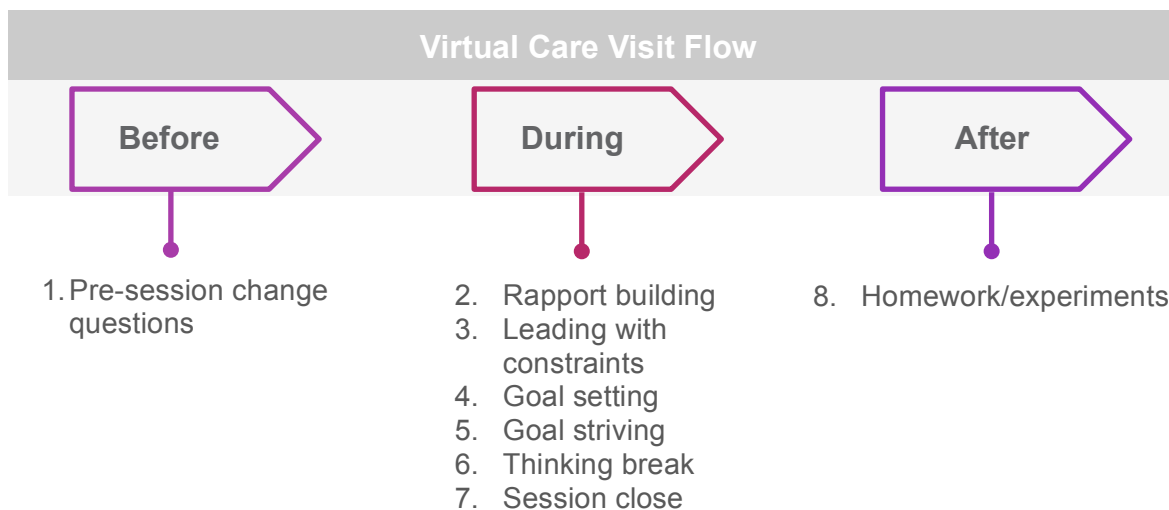 Virtual Care Visit Flow
Before
During
After
1. Pre-session change
questions
2. Rapport building
3. Leading with
constraints
4. Goal setting
5. Goal striving
6. Thinking break
7. Session close
8. Homework/experiments